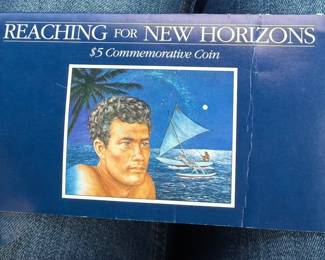 REACHING FOR NEW HORIZONS
$5 Commemorative Coin